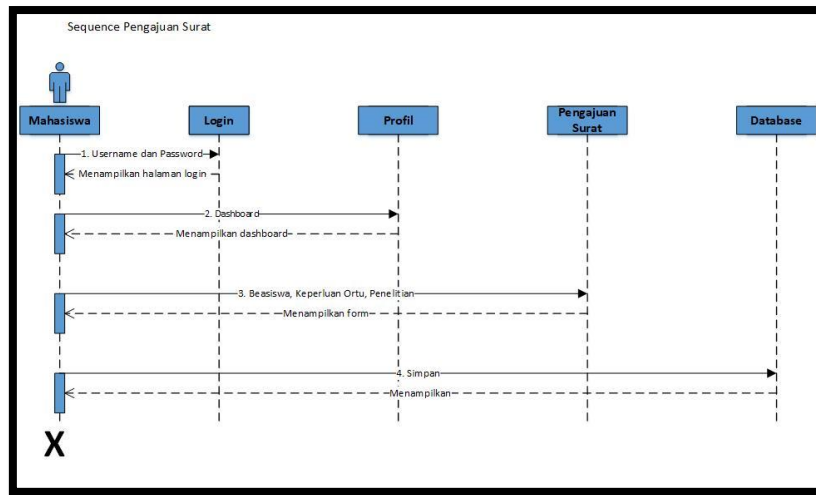 Sequence Pengajuan Surat
Mahasiswa
Login
Profil
Pengajuan
Surat
Database
1. Username dan Password
Menampilkan halaman login
2. Dashboard
Menampilkan dashboard
3. Beasiswa, Keperluan Ortu, Penelitian
Menampilkan form
4. Simpan
Menampilkan
X